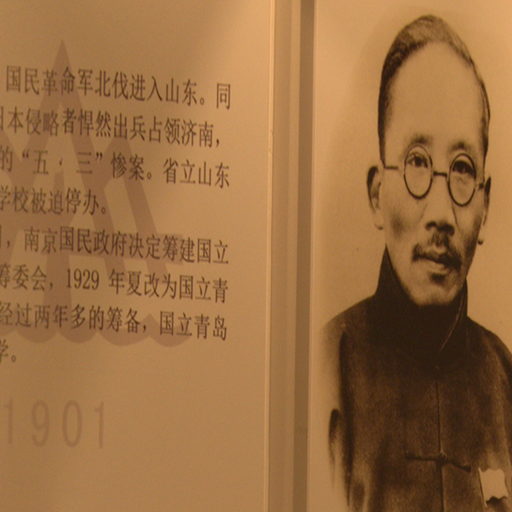 国民革命军北伐进入山东。同
日本侵略者悍然出兵占领济南，
的“五·三”惨案。省立山东
学校被迫停办。
，南京国民政府决定筹建国立
筹委会，1929 年夏改为国立青
经过两年多的筹备，国立青岛
学。
1901